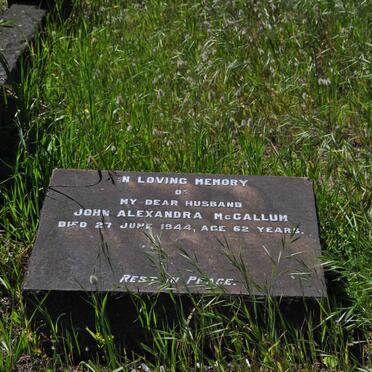 IN LOVING MEMORY
OF
MY DEAR HUSBAND
JOHN ALEXANDRA McCALLUM
DIED 27 JUNE 1944, AGE 62 YEARS.
REST IN PEACE.